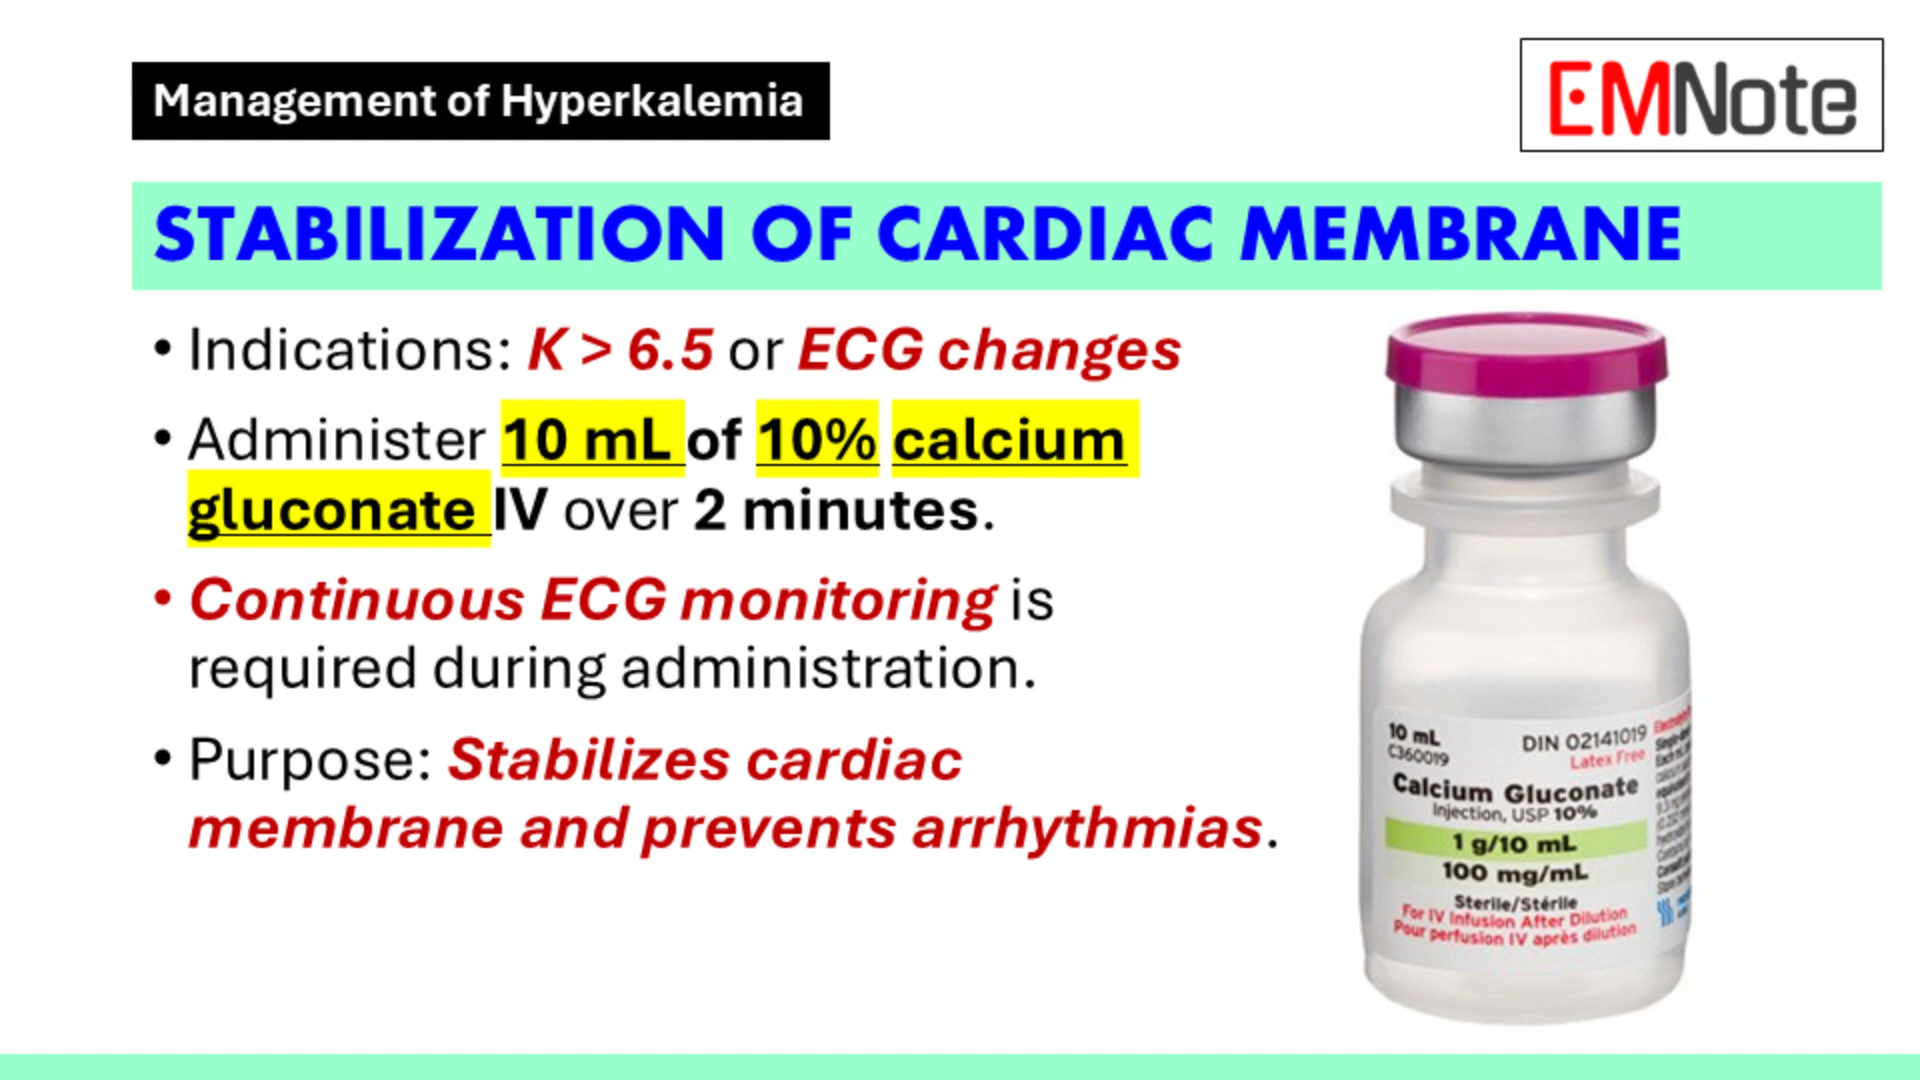 Management of Hyperkalemia
EMNote
STABILIZATION OF CARDIAC MEMBRANE
• Indications: K > 6.5 or ECG changes
• Administer 10 mL of 10% calcium
gluconate IV over 2 minutes.
• Continuous ECG monitoring is
required during administration.
• Purpose: Stabilizes cardiac
membrane and prevents arrhythmias.
10 mL
C360019
DIN 02141019
Latex Free
Calcium Gluconate
Injection, USP 10%
1 g/10 mL
100 mg/mL
Sterile/Stérile
For IV Infusion After Dilution
Pour perfusion IV après dilution